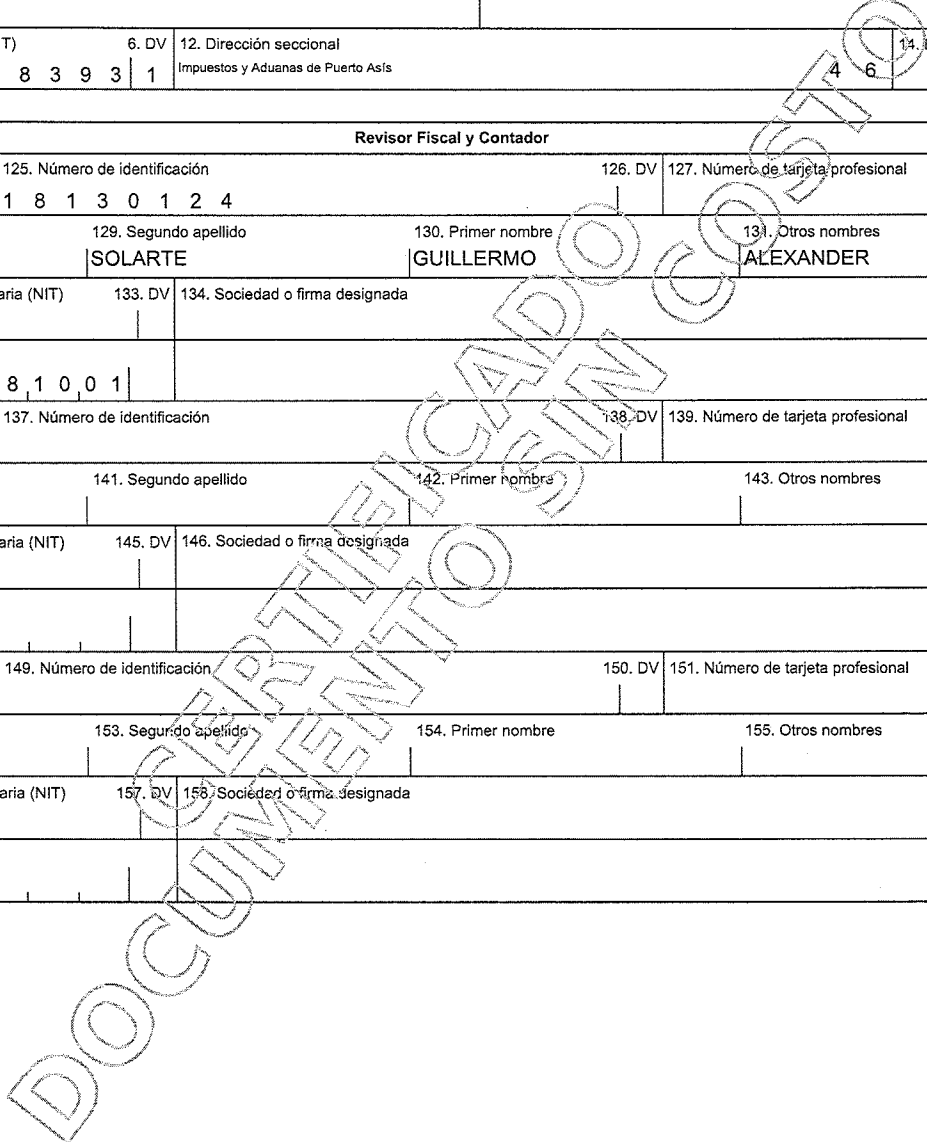 T) 6. DV 12. Dirección seccional 14.
8 3 9 3 1 Impuestos y Aduanas de Puerto Asís 4 6
Revisor Fiscal y Contador
125. Número de identificación 126. DV 127. Número de tarjeta profesional
1 8 1 3 0 1 2 4
129. Segundo apellido 130. Primer nombre 131. Otros nombres
SOLARTE GUILLERMO ALEXANDER
aria (NIT) 133. DV 134. Sociedad o firma designada
8 1 0 0 1
137. Número de identificación 138. DV 139. Número de tarjeta profesional
141. Segundo apellido 142. Primer nombre 143. Otros nombres
aria (NIT) 145. DV 146. Sociedad o firma designada
149. Número de identificación 150. DV 151. Número de tarjeta profesional
153. Segundo apellido 154. Primer nombre 155. Otros nombres
aria (NIT) 157. DV 158. Sociedad o firma designada
CERTIFICADO
DOCUMENTO SIN COSTO